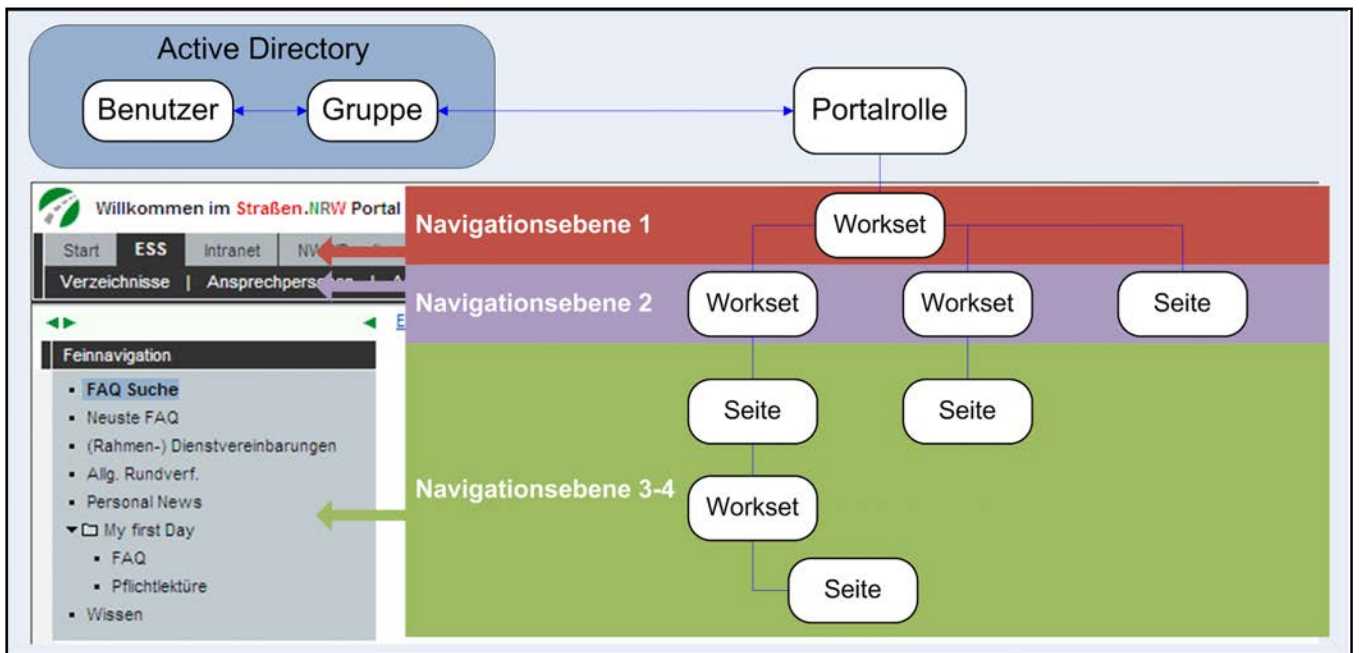 Active Directory
Benutzer
Gruppe
Portalrolle
Willkommen im Straßen.NRW Portal
Navigationsebene 1
Workset
Start
ESS
Intranet
Verzeichnisse | Ansprechpersonen |
Navigationsebene 2
Workset
Workset
Seite
Feinnavigation
FAQ Suche
Neuste FAQ
(Rahmen-) Dienstvereinbarungen
Allg. Rundverf.
Personal News
My first Day
FAQ
Pflichtlektüre
Wissen
Seite
Seite
Navigationsebene 3-4
Workset
Seite